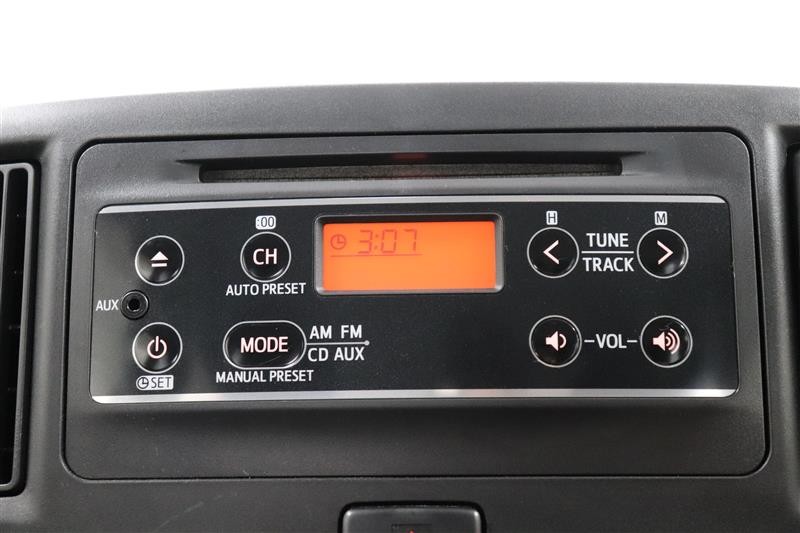 :00
CH
AUTO PRESET
3:07
H
M
TUNE
TRACK
AUX
MODE
AM FM
CD AUX
MANUAL PRESET
SET
-VOL-